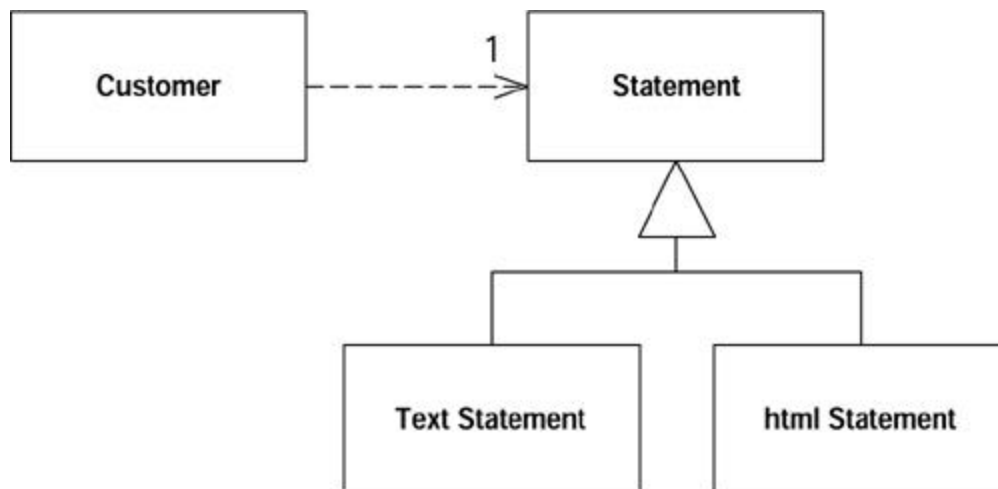 1
Customer
Statement
Text Statement
html Statement